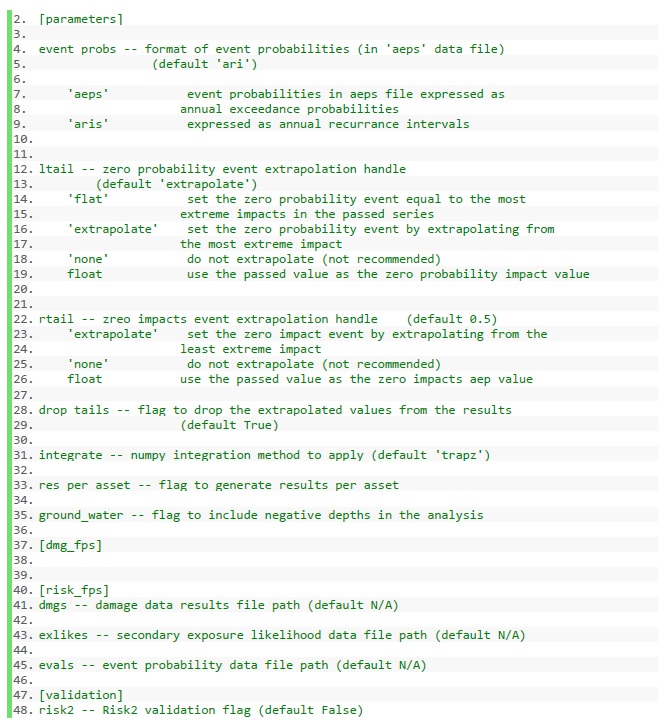 2. [parameters]
3.
4. event probs -- format of event probabilities (in 'aeps' data file)
5. (default 'ari')
6.
7. 'aeps' event probabilities in aeps file expressed as
8. annual exceedance probabilities
9. 'aris' expressed as annual recurrance intervals
10.
11.
12. ltail -- zero probability event extrapolation handle
13. (default 'extrapolate')
14. 'flat' set the zero probability event equal to the most
15. extreme impacts in the passed series
16. 'extrapolate' set the zero probability event by extrapolating from
17. the most extreme impact
18. 'none' do not extrapolate (not recommended)
19. float use the passed value as the zero probability impact value
20.
21.
22. rtail -- zreo impacts event extrapolation handle (default 0.5)
23. 'extrapolate' set the zero impact event by extrapolating from the
24. least extreme impact
25. 'none' do not extrapolate (not recommended)
26. float use the passed value as the zero impacts aep value
27.
28. drop tails -- flag to drop the extrapolated values from the results
29. (default True)
30.
31. integrate -- numpy integration method to apply (default 'trapz')
32.
33. res per asset -- flag to generate results per asset
34.
35. ground_water -- flag to include negative depths in the analysis
36.
37. [dmg_fps]
38.
39.
40. [risk_fps]
41. dmgs -- damage data results file path (default N/A)
42.
43. exlikes -- secondary exposure likelihood data file path (default N/A)
44.
45. evals -- event probability data file path (default N/A)
46.
47. [validation]
48. risk2 -- Risk2 validation flag (default False)